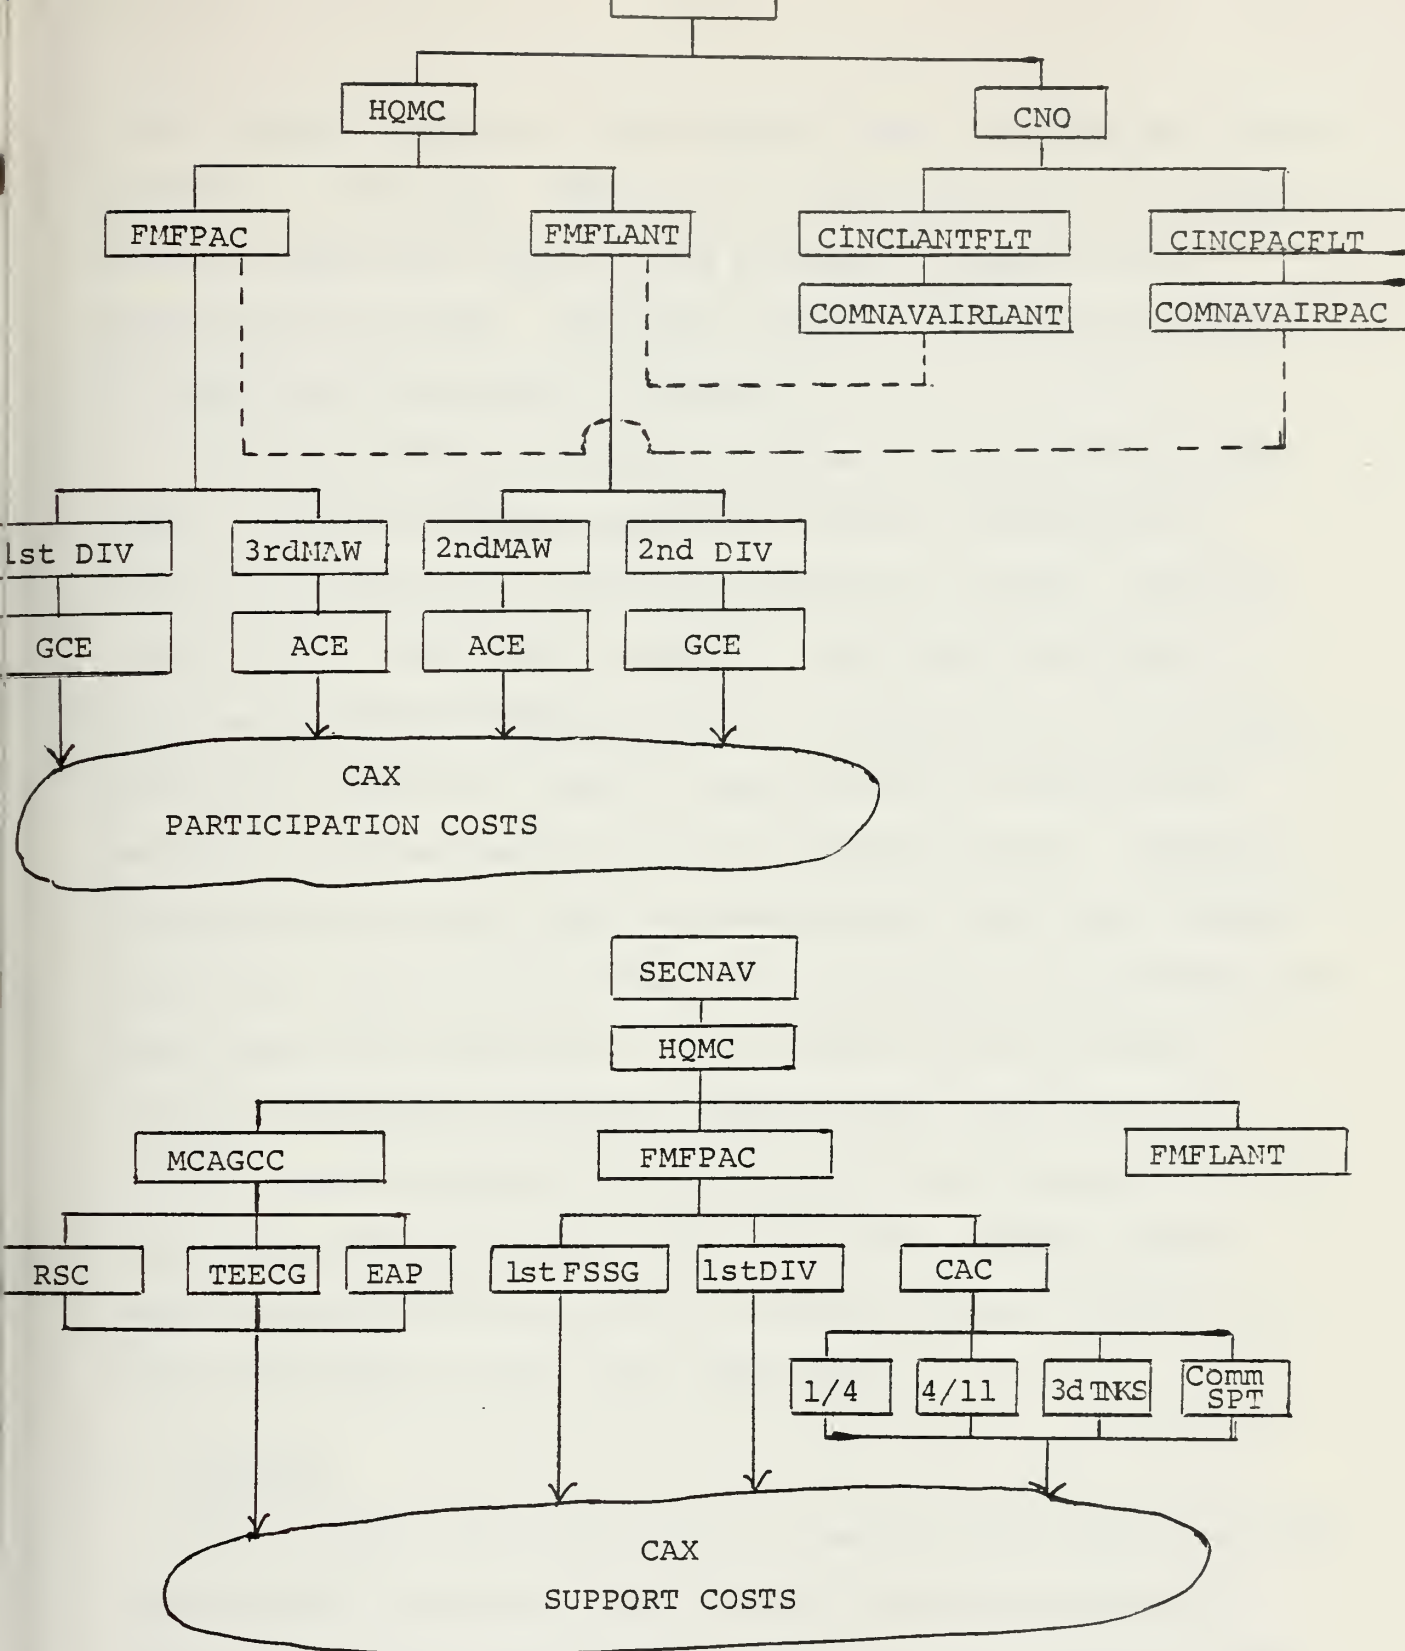 HQMC
CNO
FMFPAC
FMFLANT
CINCLANTFLT
CINCPACFLT
COMNAVAIRLANT
COMNAVAIRPAC
1st DIV
3rdMAW
2ndMAW
2nd DIV
GCE
ACE
ACE
GCE
CAX
PARTICIPATION COSTS
SECNAV
HQMC
MCAGCC
FMFPAC
FMFLANT
RSC
TEECG
EAP
1stFSSG
1stDIV
CAC
1/4
4/11
3d TNKS
Comm
SPT
CAX
SUPPORT COSTS